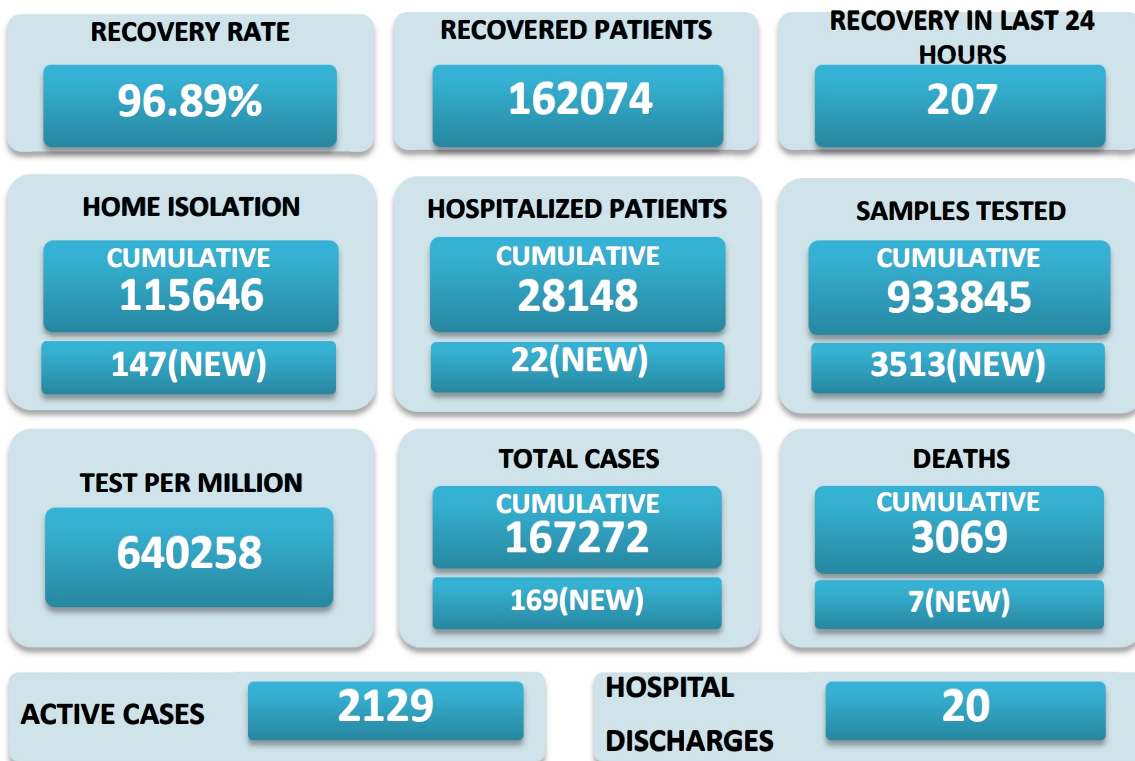 RECOVERY RATE
96.89%
RECOVERED PATIENTS
162074
RECOVERY IN LAST 24
HOURS
207
HOME ISOLATION
CUMULATIVE
115646
147(NEW)
HOSPITALIZED PATIENTS
CUMULATIVE
28148
22(NEW)
SAMPLES TESTED
CUMULATIVE
933845
3513(NEW)
TEST PER MILLION
640258
TOTAL CASES
CUMULATIVE
167272
169(NEW)
DEATHS
CUMULATIVE
3069
7(NEW)
ACTIVE CASES
2129
HOSPITAL
DISCHARGES
20